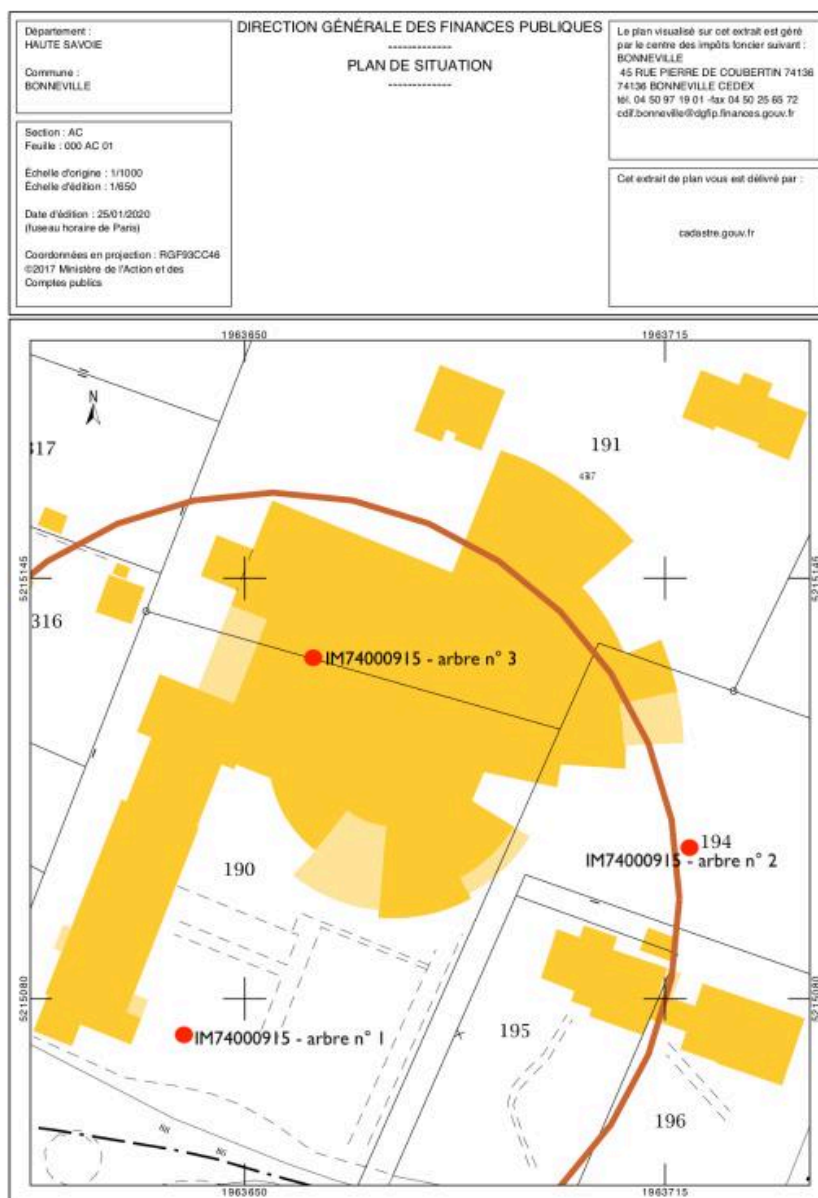 Département :
HAUTE SAVOIE
Commune :
BONNEVILLE
Section : AC
Feuille : 000 AC 01
Échelle d'origine : 1/1000
Échelle d'édition : 1/650
Date d'édition : 25/01/2020
(fuseau horaire de Paris)
Coordonnées en projection : RGF93CC46
©2017 Ministère de l'Action et des
Comptes publics
DIRECTION GÉNÉRALE DES FINANCES PUBLIQUES
-------------
PLAN DE SITUATION
-------------
Le plan visualisé sur cet extrait est géré
par le centre des impôts foncier suivant :
BONNEVILLE
45 RUE PIERRE DE COUBERTIN 74136
74136 BONNEVILLE CEDEX
tél. 04 50 97 19 01 -fax 04 50 25 65 72
cdif.bonneville@dgfip.finances.gouv.fr
Cet extrait de plan vous est délivré par :
cadastre.gouv.fr
1963650
1963715
N
317
191
5215145
5215145
316
IM74000915 - arbre n° 3
194
IM74000915 - arbre n° 2
190
5215080
5215080
IM74000915 - arbre n° 1
195
196
1963650
1963715